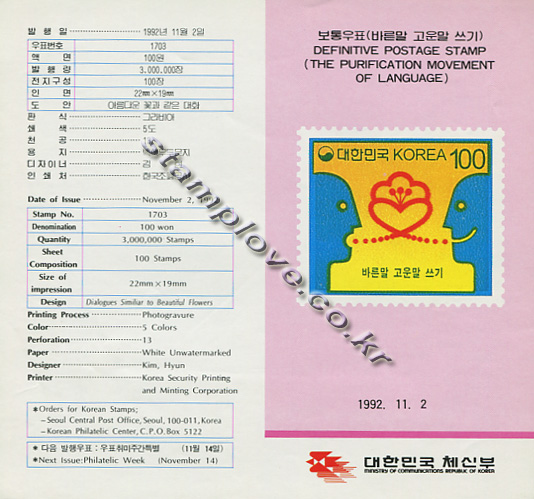 발 행 일 1992년 11월 2일
우표번호 1703
액 면 100원
발 행 량 3.000.000장
전지구성 100장
인 면 22㎜×19㎜
도 안 아름다운 꽃과 같은 대화
판 식 그라비아
쇄 색 5도
천 공
용 지
디자이너 김
인 쇄 처 한국조폐
Date of Issue November 2,
Stamp No. 1703
Denomination 100 won
Quantity 3,000,000 Stamps
Sheet Composition 100 Stamps
Size of impression 22mm×19mm
Design Dialogues Similiar to Beautiful Flowers
Printing Process Photogravure
Color 5 Colors
Perforation 13
Paper White Unwatermarked
Designer Kim, Hyun
Printer Korea Security Printing
and Minting Corporation
*Orders for Korean Stamps;
–Seoul Central Post Office, Seoul, 100-011, Korea
–Korean Philatelic Center, C.P.O. Box 5122
* 다음 발행우표 : 우표취미주간특별 (11월 14일)
*Next Issue:Philatelic Week (November 14)
보통우표(바른말 고운말 쓰기)
DEFINITIVE POSTAGE STAMP
(THE PURIFICATION MOVEMENT
OF LANGUAGE)
대한민국 KOREA 100
바른말 고운말 쓰기
1992. 11. 2
대한민국 체신부
MINISTRY OF COMMUNICATIONS REPUBLIC OF KOREA
www.stamplove.co.kr